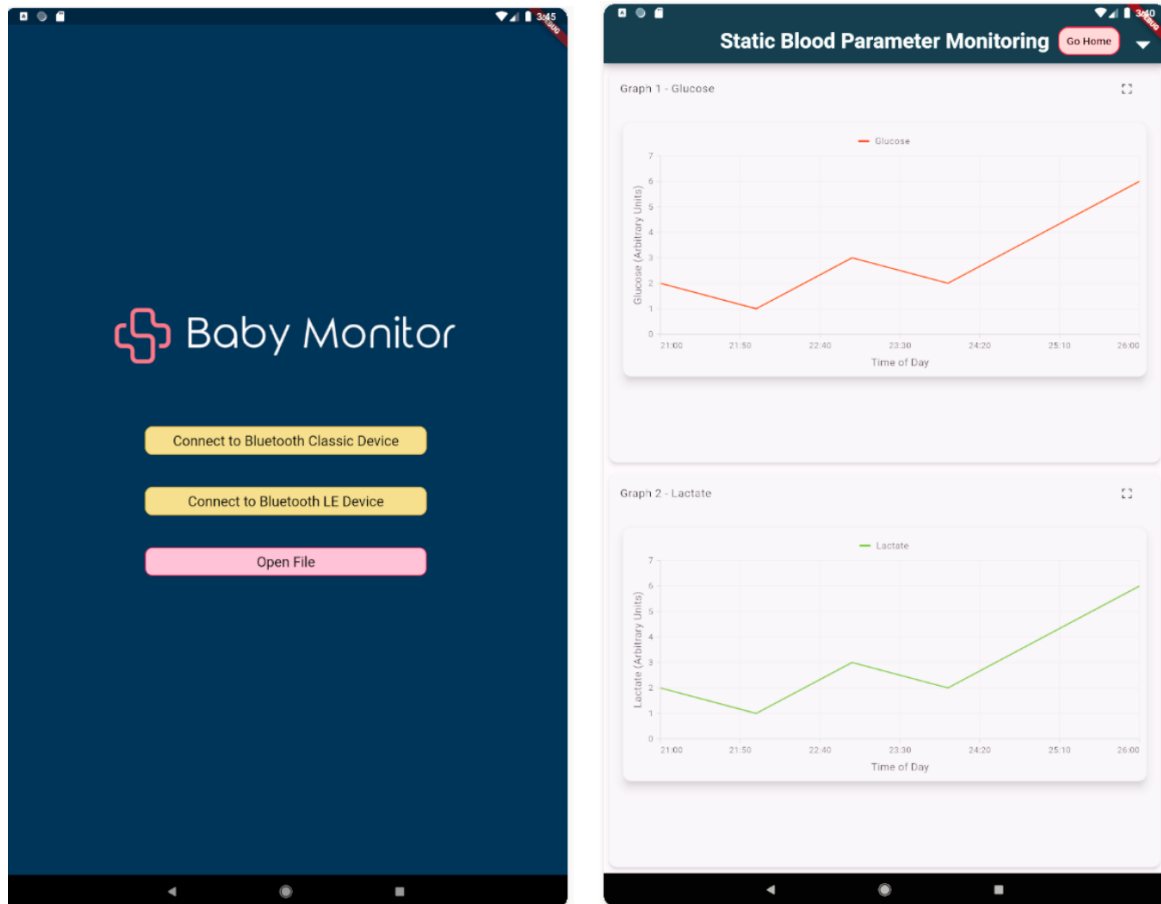 3:45
Baby Monitor
Connect to Bluetooth Classic Device
Connect to Bluetooth LE Device
Open File
3:40
Static Blood Parameter Monitoring
Go Home
Graph 1 - Glucose
Glucose
Glucose (Arbitrary Units)
7
6
5
4
3
2
1
0
21:00 21:50 22:40 23:30 24:20 25:10 26:00
Time of Day
Graph 2 - Lactate
Lactate
Lactate (Arbitrary Units)
7
6
5
4
3
2
1
0
21:00 21:50 22:40 23:30 24:20 25:10 26:00
Time of Day